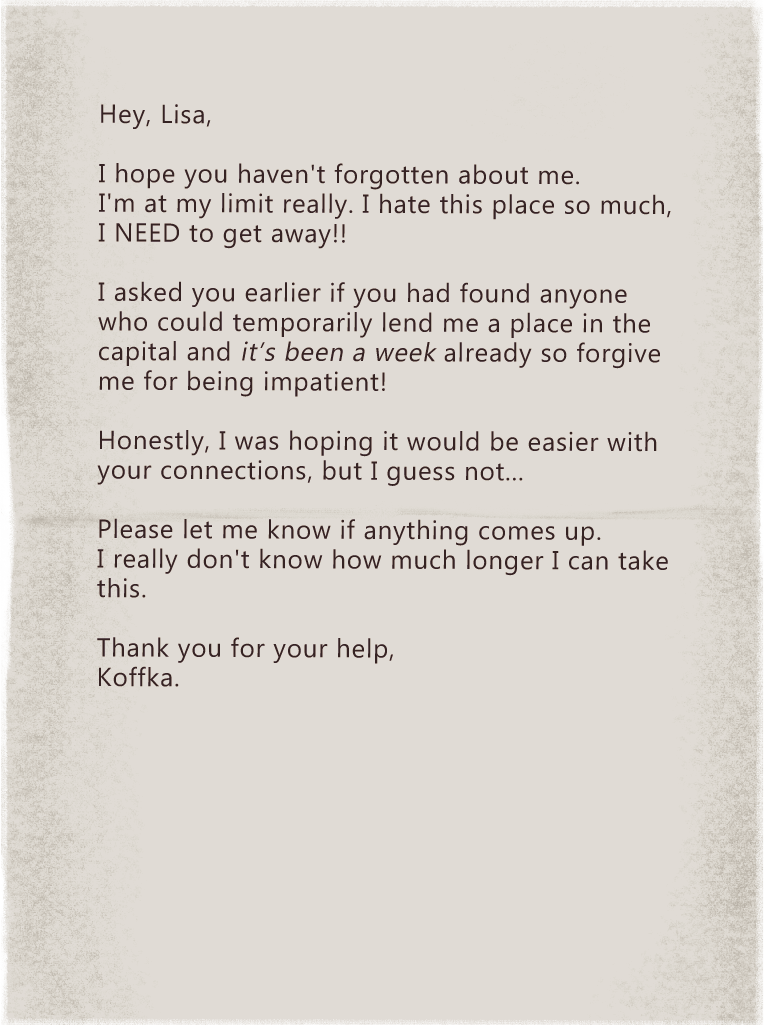 Hey, Lisa,
I hope you haven't forgotten about me.
I'm at my limit really. I hate this place so much,
I NEED to get away!!
I asked you earlier if you had found anyone
who could temporarily lend me a place in the
capital and it’s been a week already so forgive
me for being impatient!
Honestly, I was hoping it would be easier with
your connections, but I guess not...
Please let me know if anything comes up.
I really don't know how much longer I can take
this.
Thank you for your help,
Koffka.